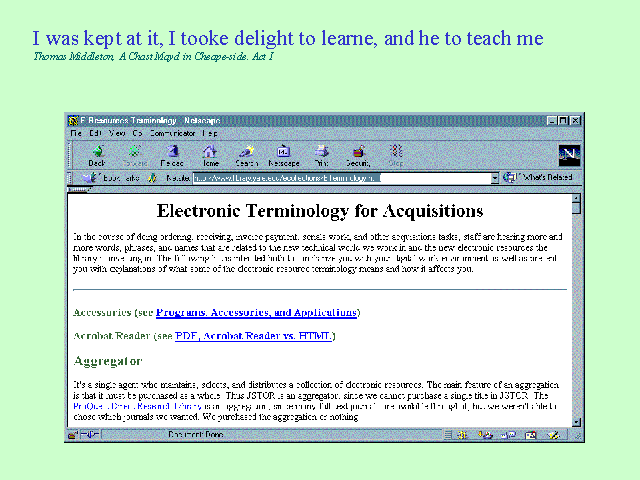 I was kept at it, I tooke delight to learne, and he to teach me
Thomas Middleton, A Chast Mayd in Cheape-side. Act I
E Resources Terminology - Netscape
File Edit View Go Communicator Help
Back Forward Reload Home Search Netscape Print Security Stop
Bookmarks Netsite: What's Related
Electronic Terminology for Acquisitions
In the course of doing ordering, receiving, invoice payment, serials work, and other acquisitions tasks, staff are hearing more and
more words, phrases, and names that are related to the new technical world we work in and the new electronic resources the
library is acquiring. The following is intended both to familiarize you with your digital work environment as well as present
you with explanations of what some of the electronic resource terminology means and how it affects you.
Accessories (see Programs, Accessories, and Applications)
Acrobat Reader (see PDF, Acrobat Reader vs. HTML)
Aggregator
It's a single agent who maintains, selects, and distributes a collection of electronic resources. The main feature of an aggregation
is that it must be purchased as a whole. Thus JSTOR is an aggregator, since we cannot purchase a single title in JSTOR. The
ProQuest Direct Research Library is an aggregation, since many full text journals are available through it, but we weren't able to
chose which journals we wanted. We purchased the aggregation or nothing.
Document: Done